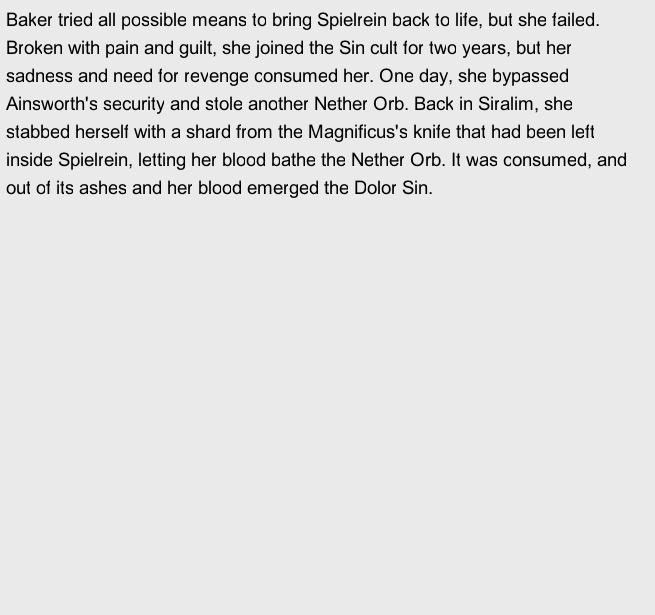 Baker tried all possible means to bring Spielrein back to life, but she failed.
Broken with pain and guilt, she joined the Sin cult for two years, but her
sadness and need for revenge consumed her. One day, she bypassed
Ainsworth's security and stole another Nether Orb. Back in Siralim, she
stabbed herself with a shard from the Magnificus's knife that had been left
inside Spielrein, letting her blood bathe the Nether Orb. It was consumed, and
out of its ashes and her blood emerged the Dolor Sin.